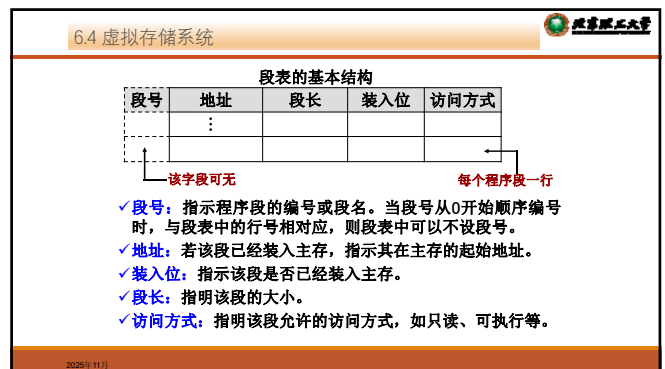 6.4 虚拟存储系统
北京理工大学
段表的基本结构
段号 地址 段长 装入位 访问方式
⋮
该字段可无
每个程序段一行
✓段号：指示程序段的编号或段名。当段号从0开始顺序编号
时，与段表中的行号相对应，则段表中可以不设段号。
✓地址：若该段已经装入主存，指示其在主存的起始地址。
✓装入位：指示该段是否已经装入主存。
✓段长：指明该段的大小。
✓访问方式：指明该段允许的访问方式，如只读、可执行等。
2025年11月